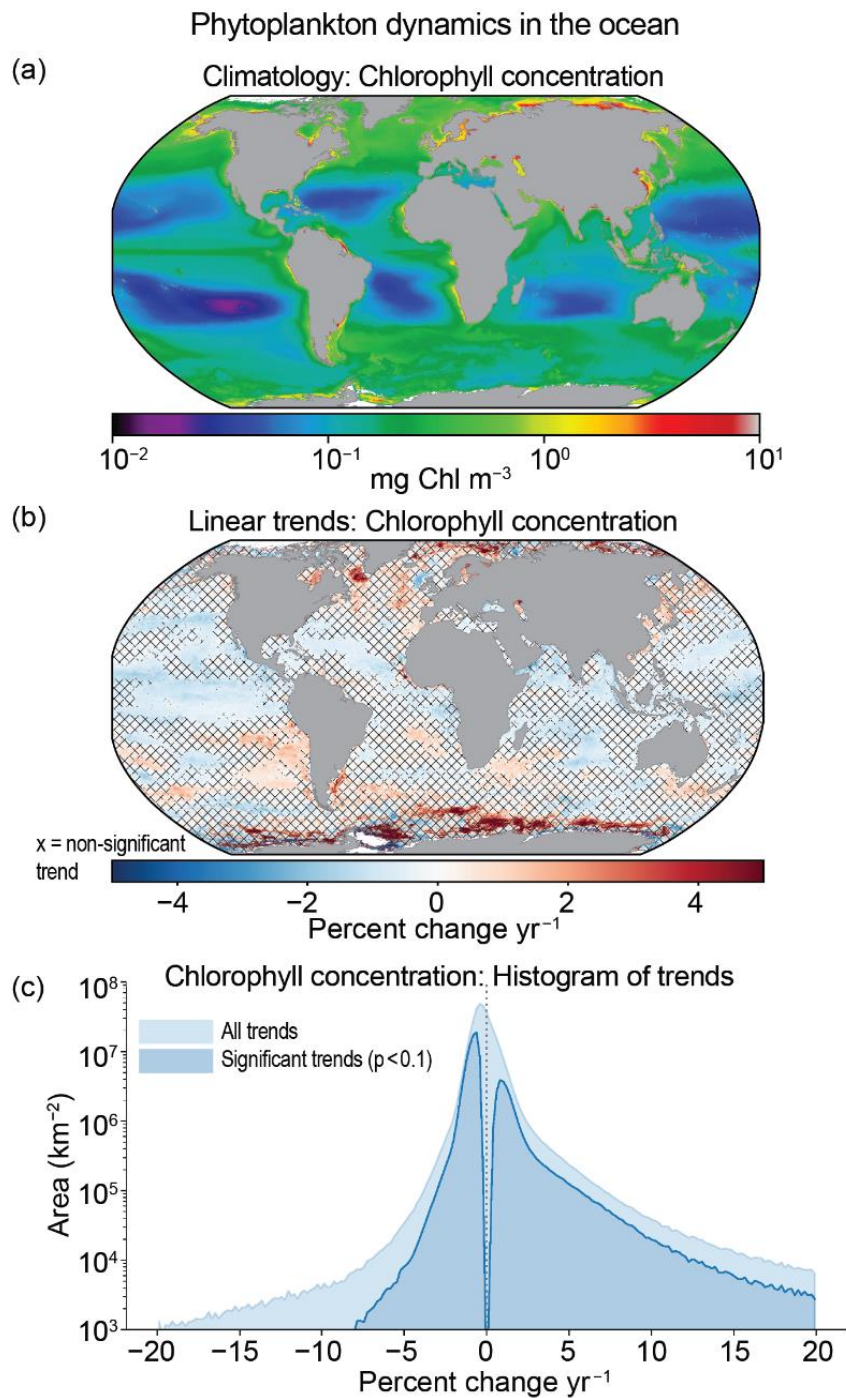 Phytoplankton dynamics in the ocean
(a)
Climatology: Chlorophyll concentration
10⁻² 10⁻¹ 10⁰ 10¹
mg Chl m⁻³
(b)
Linear trends: Chlorophyll concentration
x = non-significant
trend
−4 −2 0 2 4
Percent change yr⁻¹
(c)
Chlorophyll concentration: Histogram of trends
10⁸
All trends
10⁷
Significant trends (p<0.1)
10⁶
Area (km⁻²)
10⁵
10⁴
10³
−20 −15 −10 −5 0 5 10 15 20
Percent change yr⁻¹